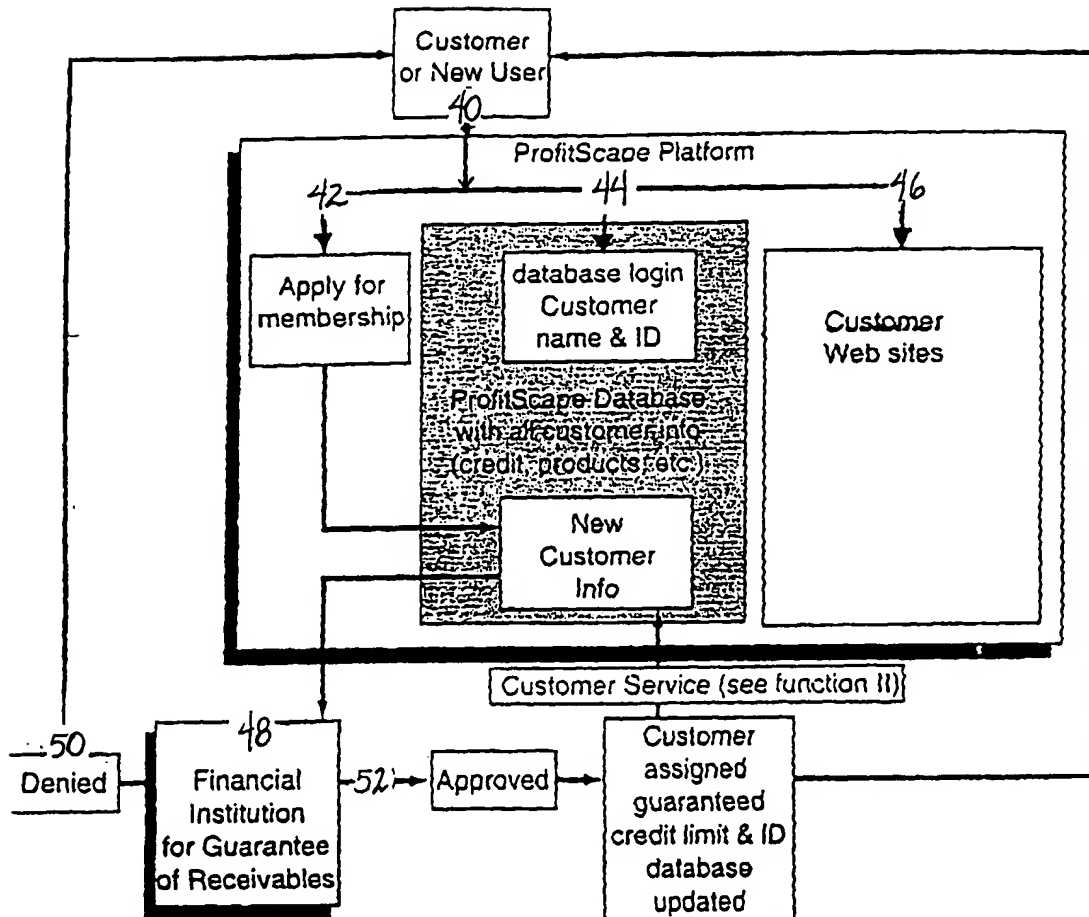 Customer
or New User
40
ProfitScape Platform
42
44
46
Apply for
membership
database login
Customer
name & ID
Customer
Web sites
ProfitScape Database
with all customer info
(credit, products, etc.)
New
Customer
Info
Customer Service (see function II)
50
Denied
48
Financial
Institution
for Guarantee
of Receivables
52
Approved
Customer
assigned
guaranteed
credit limit & ID
database
updated